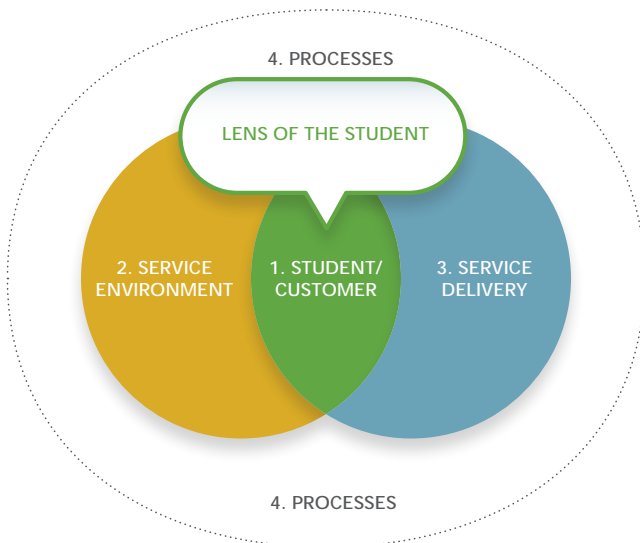 4. PROCESSES
LENS OF THE STUDENT
2. SERVICE
ENVIRONMENT
1. STUDENT/
CUSTOMER
3. SERVICE
DELIVERY
4. PROCESSES